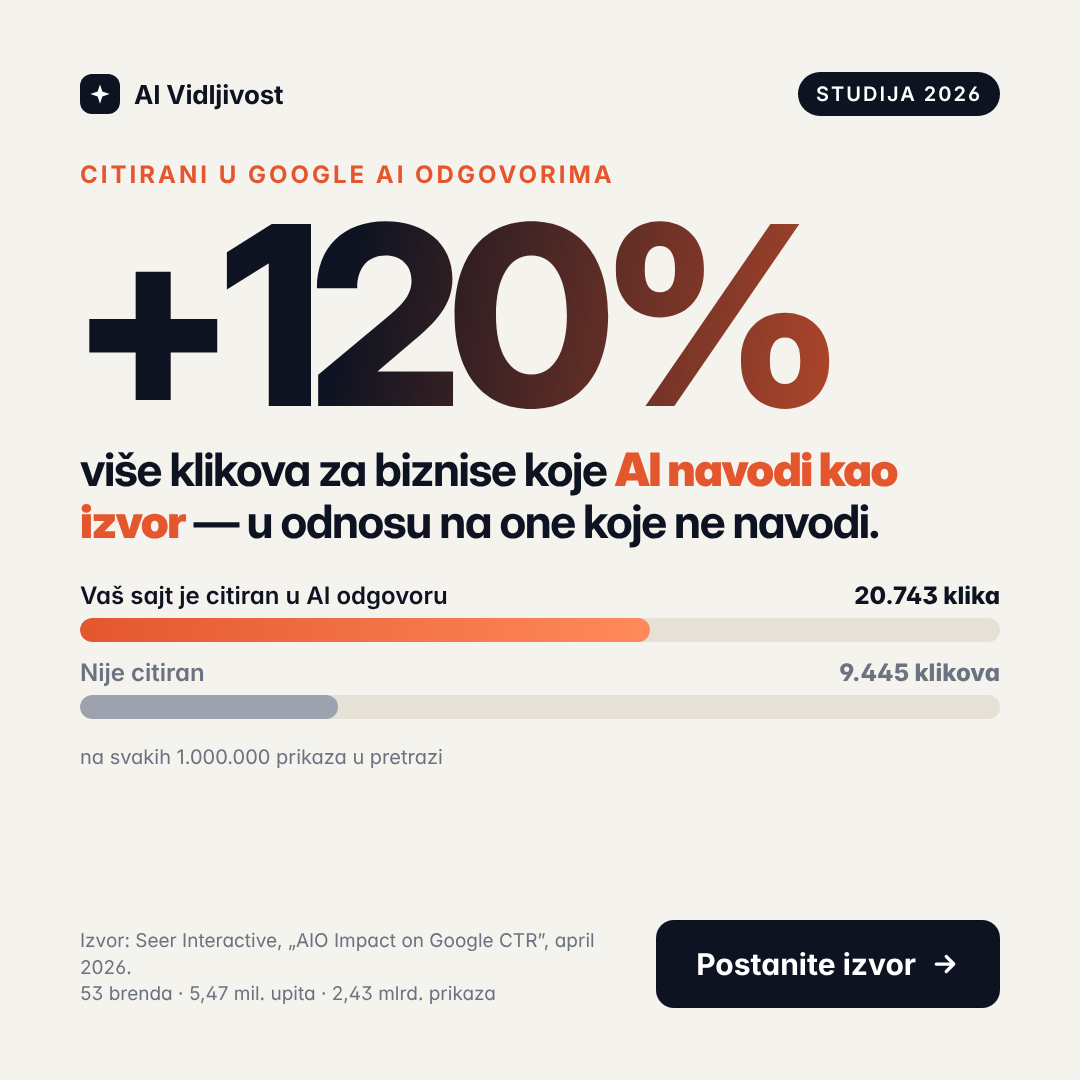 AI Vidljivost
STUDIJA 2026
CITIRANI U GOOGLE AI ODGOVORIMA
+120%
više klikova za biznise koje AI navodi kao
izvor — u odnosu na one koje ne navodi.
Vaš sajt je citiran u AI odgovoru
20.743 klika
Nije citiran
9.445 klikova
na svakih 1.000.000 prikaza u pretrazi
Izvor: Seer Interactive, „AIO Impact on Google CTR”, april
2026.
53 brenda · 5,47 mil. upita · 2,43 mlrd. prikaza
Postanite izvor →